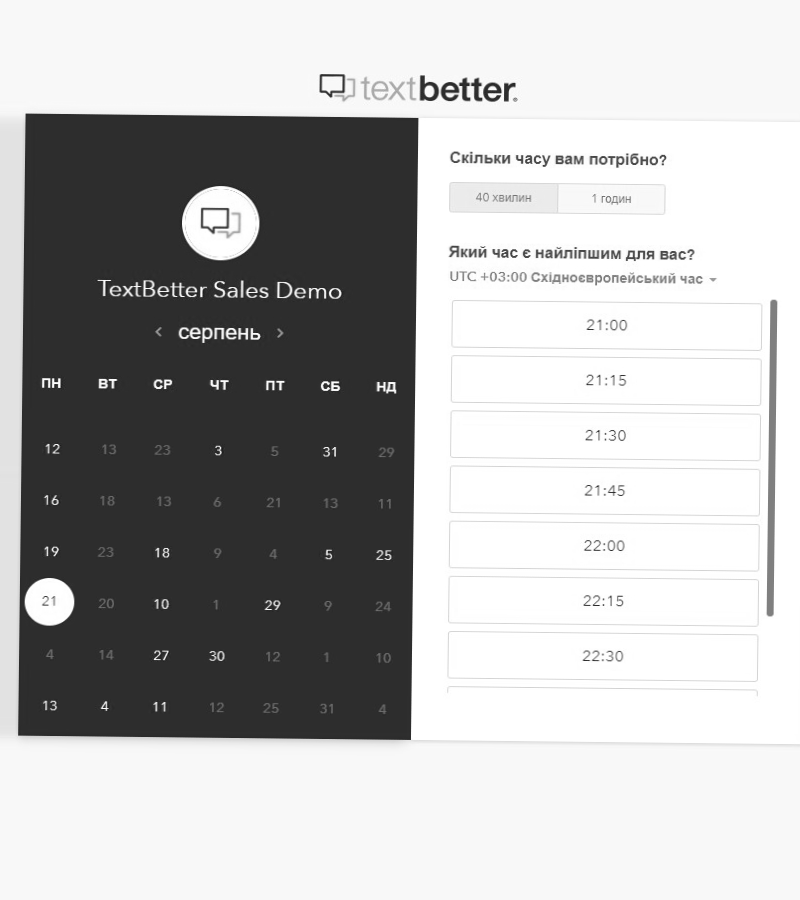 textbetter
TextBetter Sales Demo
серпень
ПН ВТ СР ЧТ ПТ СБ НД
12 13 23 3 5 31 29
16 18 13 6 21 13 11
19 23 18 9 4 5 25
21 20 10 1 29 9 24
4 14 27 30 12 1 10
13 4 11 12 25 31 4
Скільки часу вам потрібно?
40 хвилин 1 годин
Який час є найліпшим для вас?
UTC +03:00 Східноєвропейський час
21:00
21:15
21:30
21:45
22:00
22:15
22:30